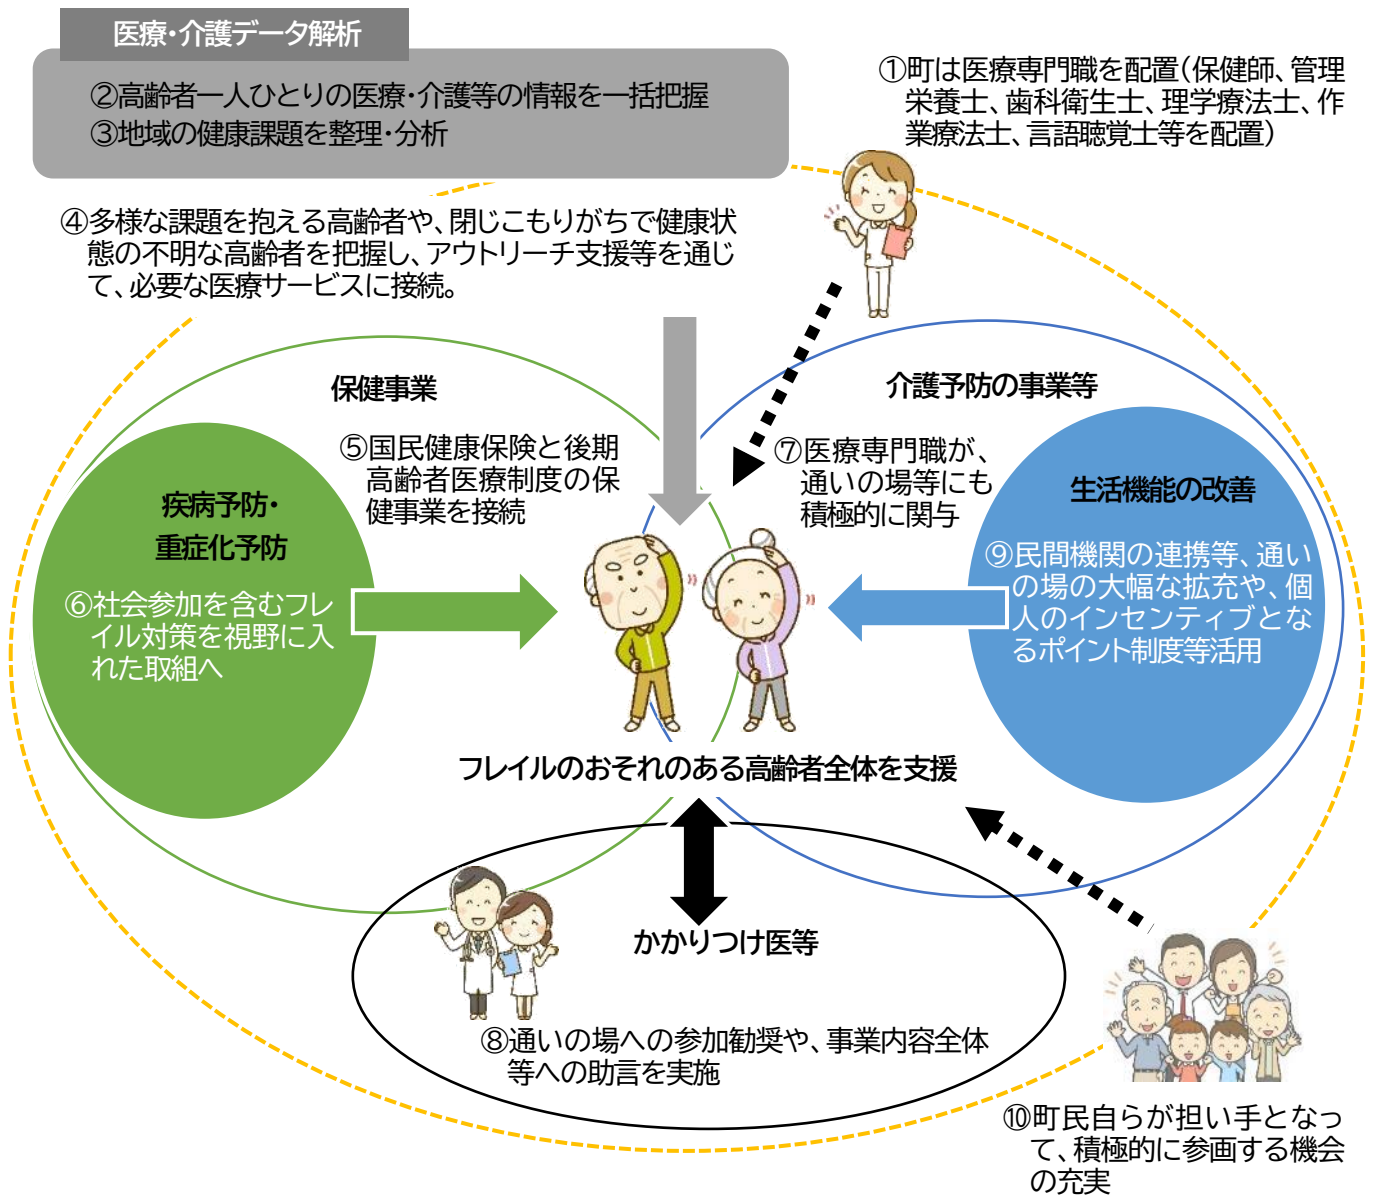 医療・介護データ解析
②高齢者一人ひとりの医療・介護等の情報を一括把握
③地域の健康課題を整理・分析
①町は医療専門職を配置(保健師、管理
栄養士、歯科衛生士、理学療法士、作
業療法士、言語聴覚士等を配置)
④多様な課題を抱える高齢者や、閉じこもりがちで健康状
態の不明な高齢者を把握し、アウトリーチ支援等を通じ
て、必要な医療サービスに接続。
保健事業
介護予防の事業等
⑤国民健康保険と後期
高齢者医療制度の保
健事業を接続
⑦医療専門職が、
通いの場等にも
積極的に関与
疾病予防・
重症化予防
⑥社会参加を含むフレ
イル対策を視野に入
れた取組へ
生活機能の改善
⑨民間機関の連携等、通い
の場の大幅な拡充や、個
人のインセンティブとな
るポイント制度等活用
フレイルのおそれのある高齢者全体を支援
かかりつけ医等
⑧通いの場への参加勧奨や、事業内容全体
等への助言を実施
⑩町民自らが担い手となっ
て、積極的に参画する機会
の充実